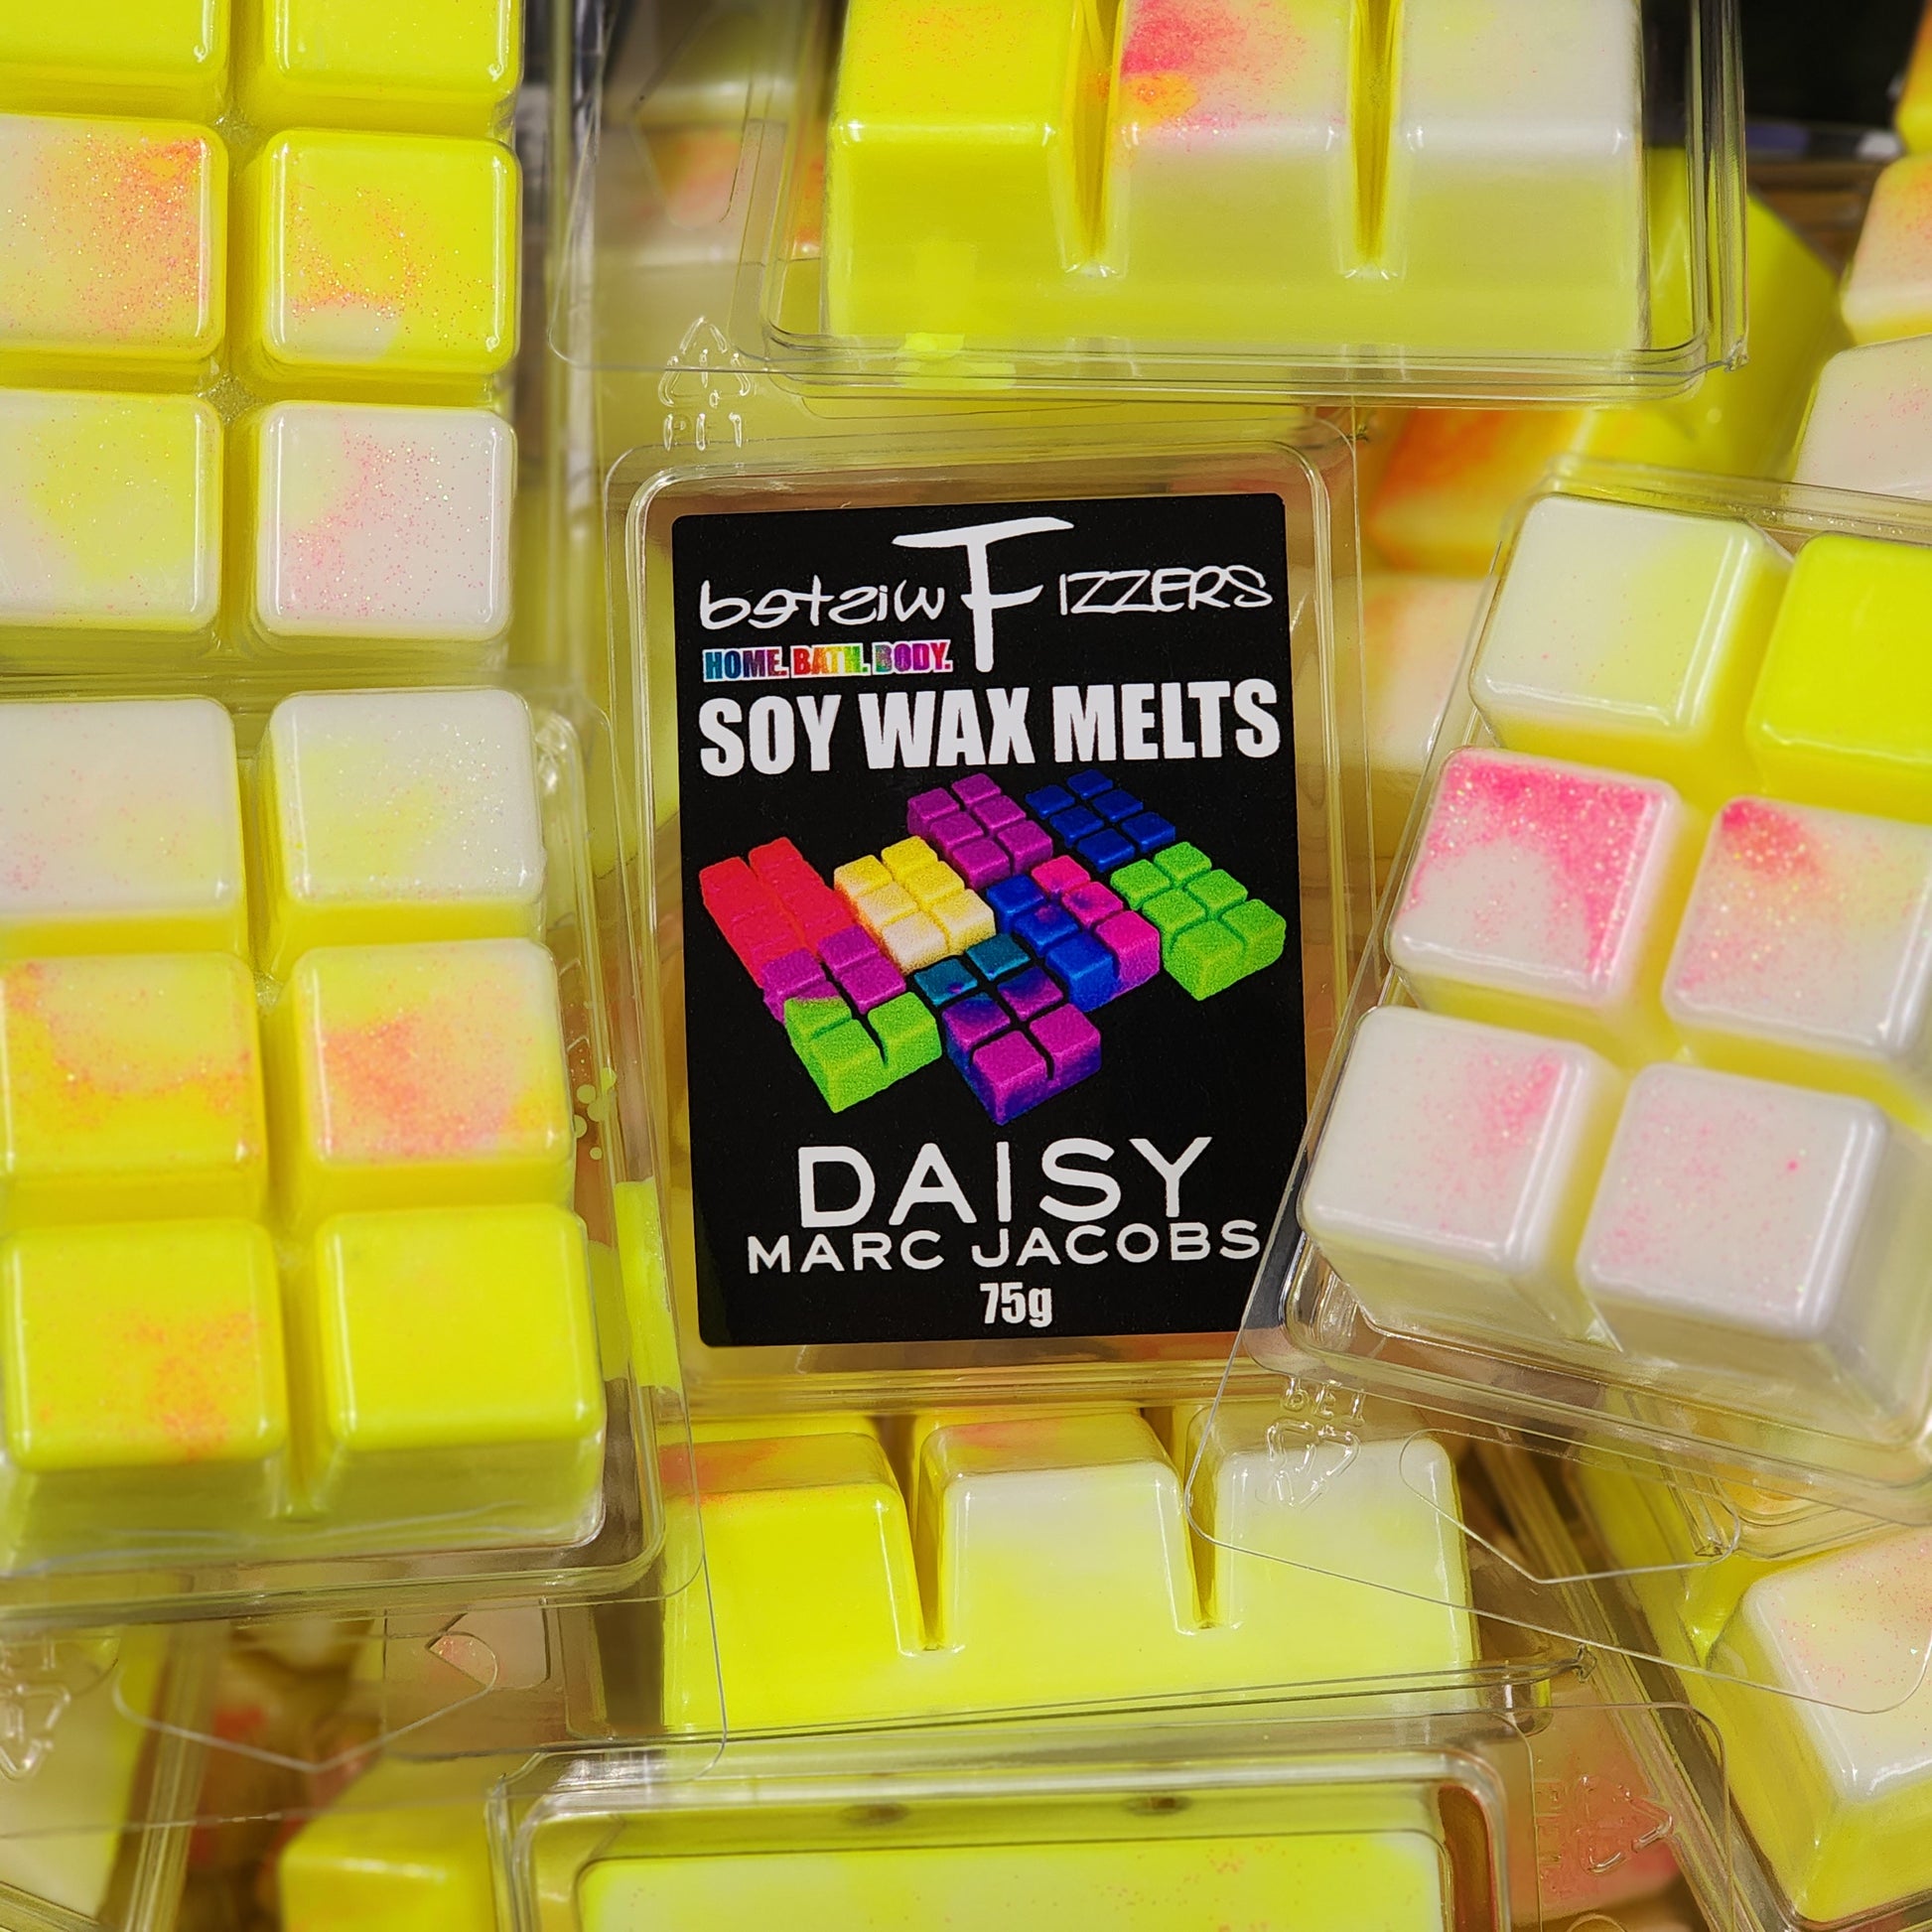 Twisted FIZZERS
HOME. BATH. BODY.
SOY WAX MELTS
DAISY
MARC JACOBS
75g